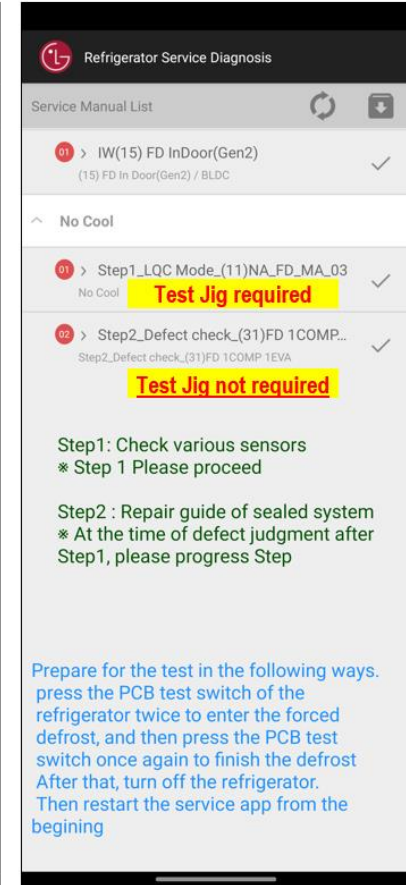 LG
Refrigerator Service Diagnosis
Service Manual List
01 > IW(15) FD InDoor(Gen2)
(15) FD In Door(Gen2) / BLDC
No Cool
01 > Step1_LQC Mode_(11)NA_FD_MA_03
No Cool
Test Jig required
02 > Step2_Defect check_(31)FD 1COMP...
Step2_Defect check_(31)FD 1COMP 1EVA
Test Jig not required
Step1: Check various sensors
※ Step 1 Please proceed
Step2 : Repair guide of sealed system
※ At the time of defect judgment after
Step1, please progress Step
Prepare for the test in the following ways.
press the PCB test switch of the
refrigerator twice to enter the forced
defrost, and then press the PCB test
switch once again to finish the defrost
After that, turn off the refrigerator.
Then restart the service app from the
begining